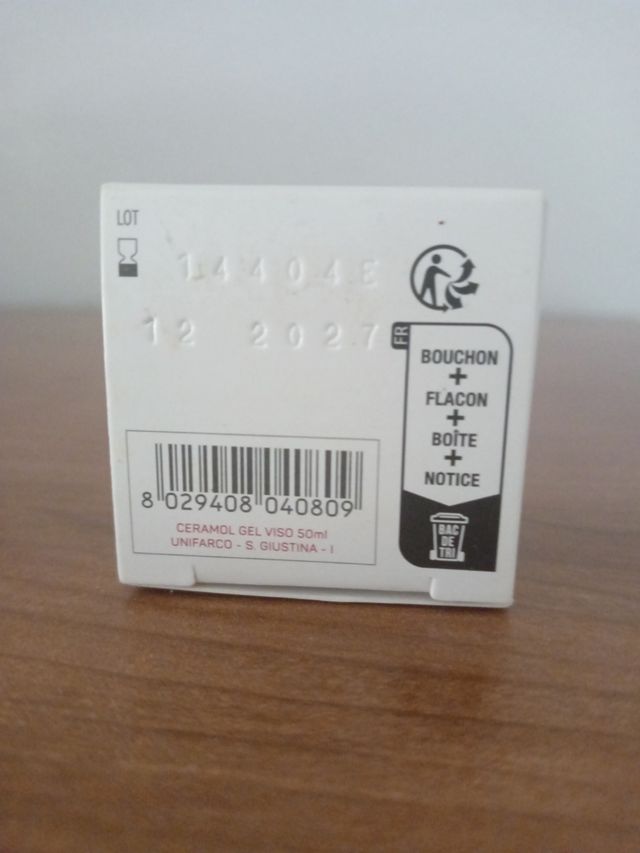 LOT
14404E
12 2027
FR
BOUCHON
+
FLACON
+
BOÎTE
+
NOTICE
BAC
DE
TRI
8 029408 040809
CERAMOL GEL VISO 50ml
UNIFARCO - S. GIUSTINA - I